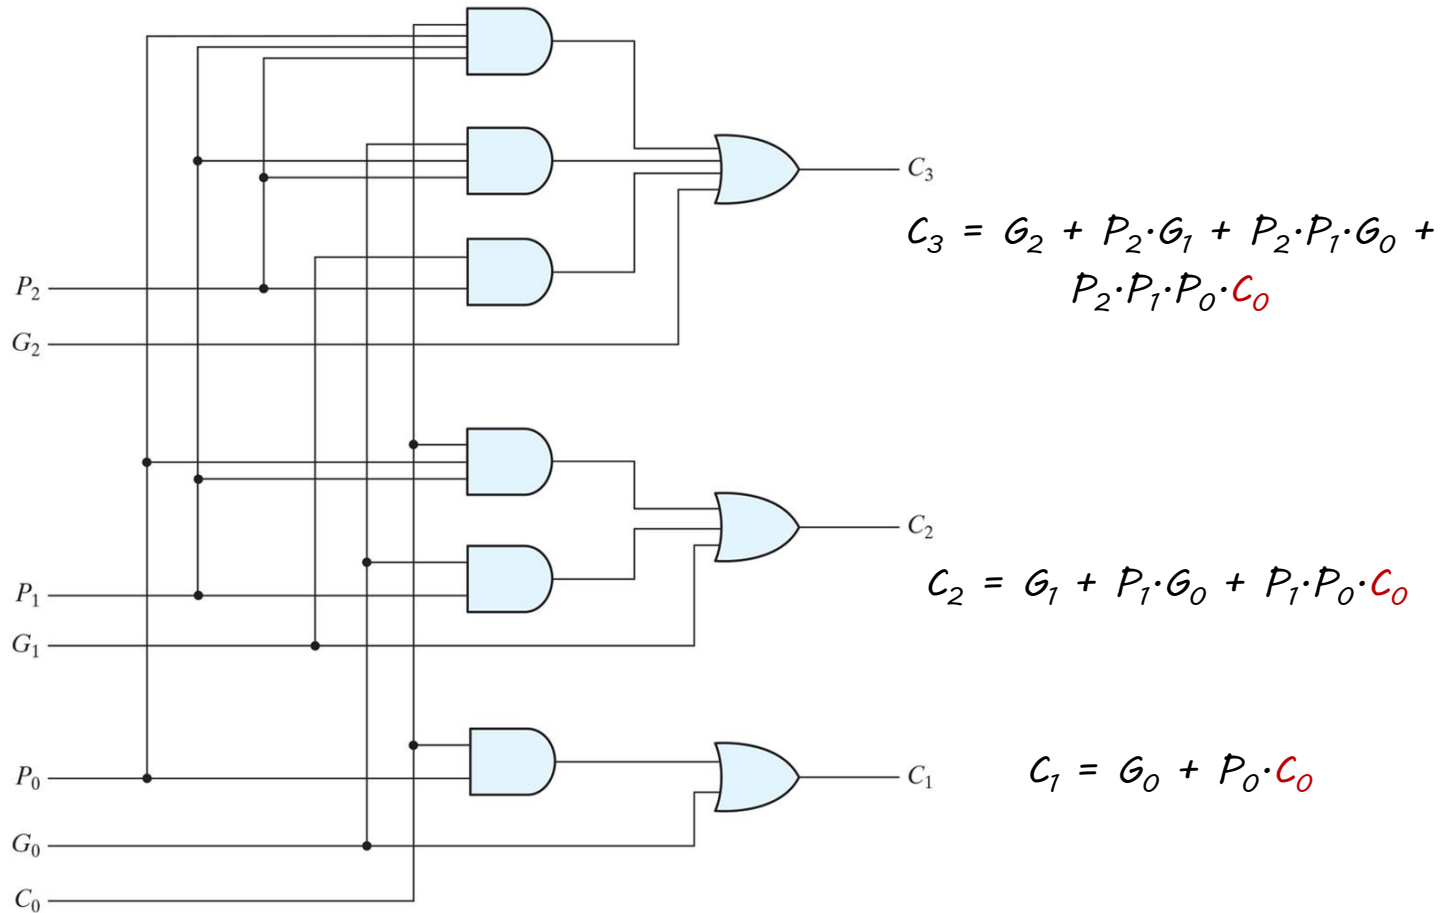 C₃
C₃ = G₂ + P₂·G₁ + P₂·P₁·G₀ +
P₂·P₁·P₀·C₀
P₂
G₂
C₂
C₂ = G₁ + P₁·G₀ + P₁·P₀·C₀
P₁
G₁
P₀
C₁
C₁ = G₀ + P₀·C₀
G₀
C₀